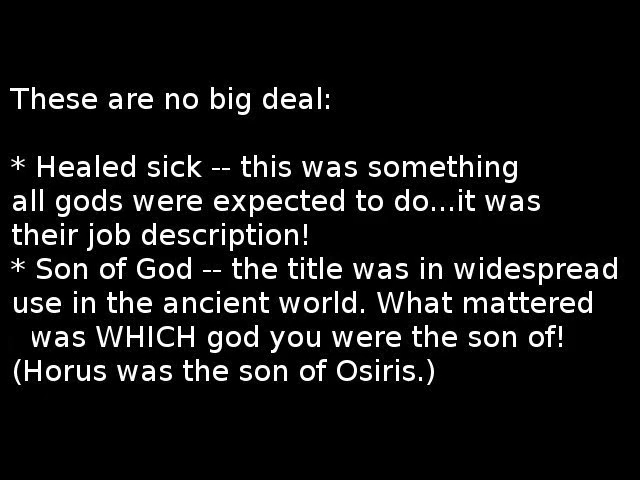 These are no big deal:
* Healed sick -- this was something
all gods were expected to do...it was
their job description!
* Son of God -- the title was in widespread
use in the ancient world. What mattered
was WHICH god you were the son of!
(Horus was the son of Osiris.)